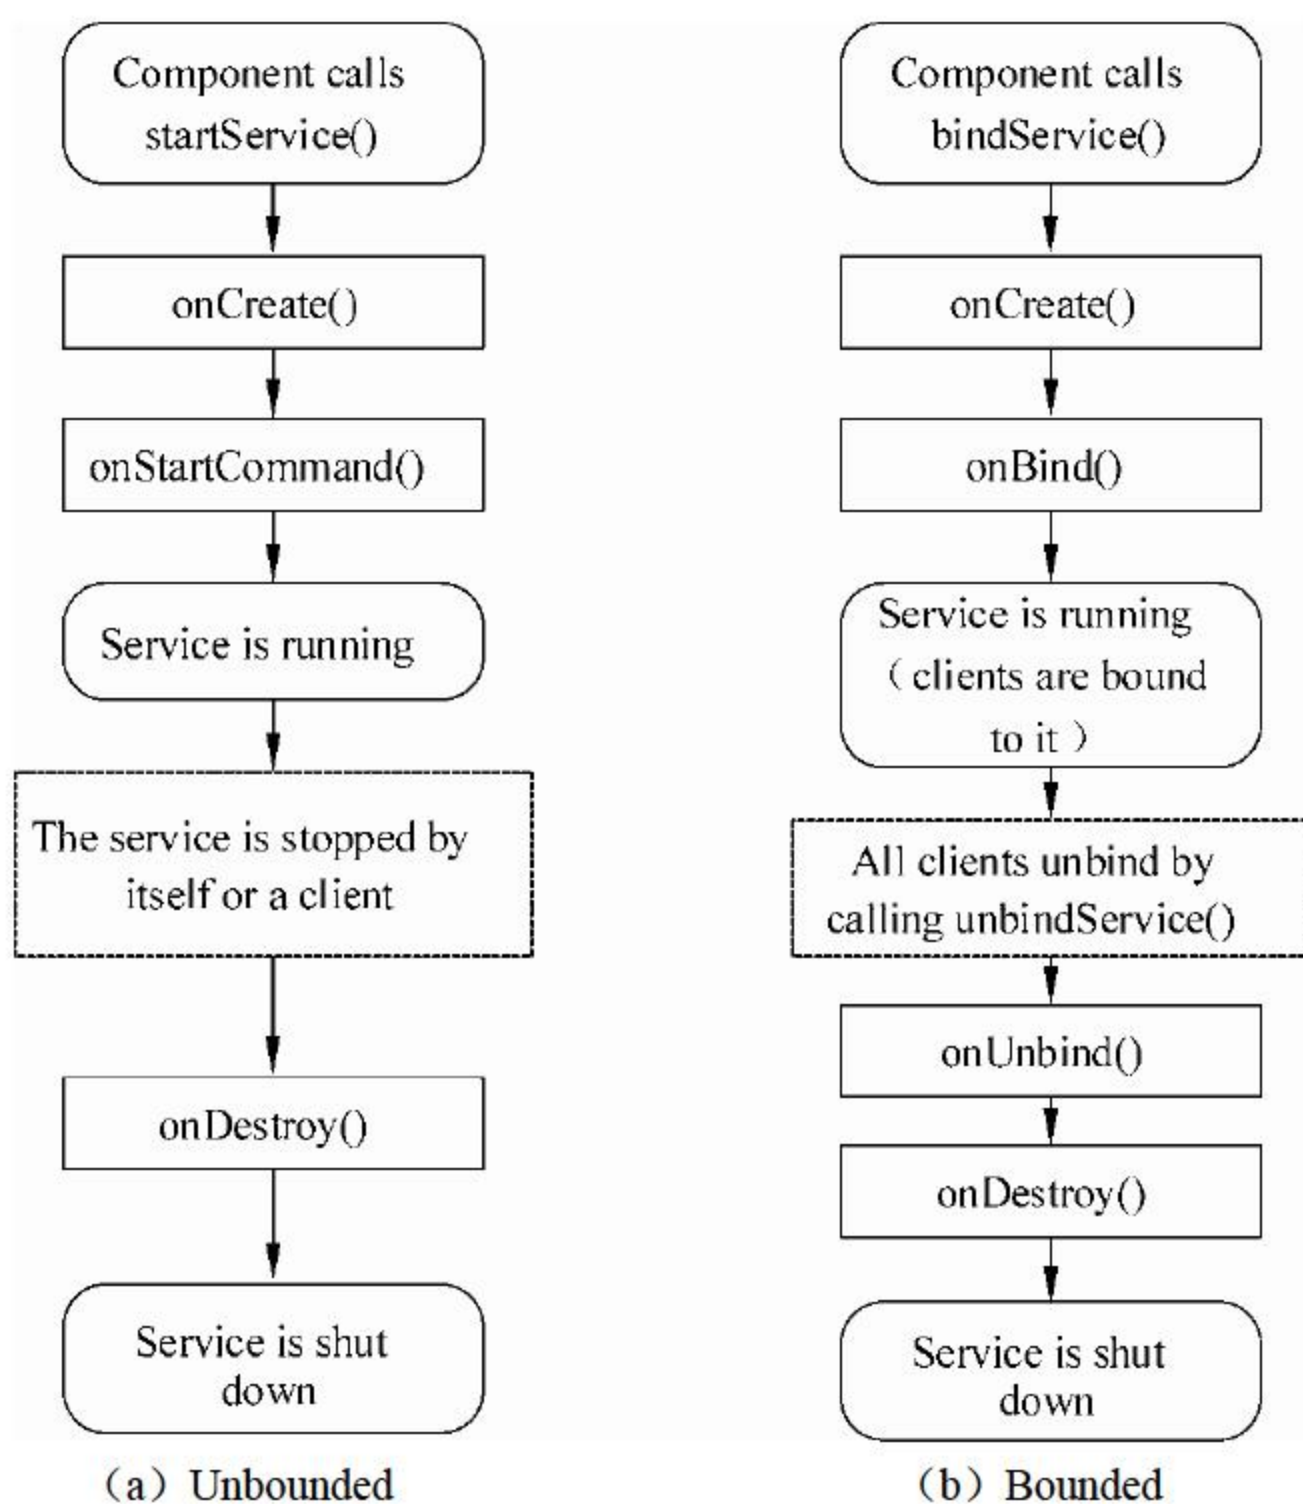 Component calls
startService()
onCreate()
onStartCommand()
Service is running
The service is stopped by
itself or a client
onDestroy()
Service is shut
down
（a）Unbounded
Component calls
bindService()
onCreate()
onBind()
Service is running
（clients are bound
to it）
All clients unbind by
calling unbindService()
onUnbind()
onDestroy()
Service is shut
down
（b）Bounded